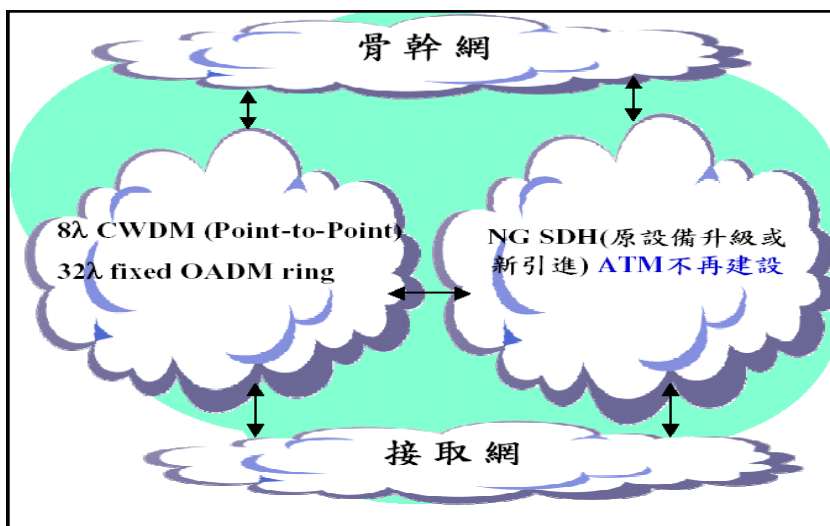 骨幹網
8λ CWDM (Point-to-Point)
32λ fixed OADM ring
NG SDH(原設備升級或
新引進) ATM不再建設
接取網